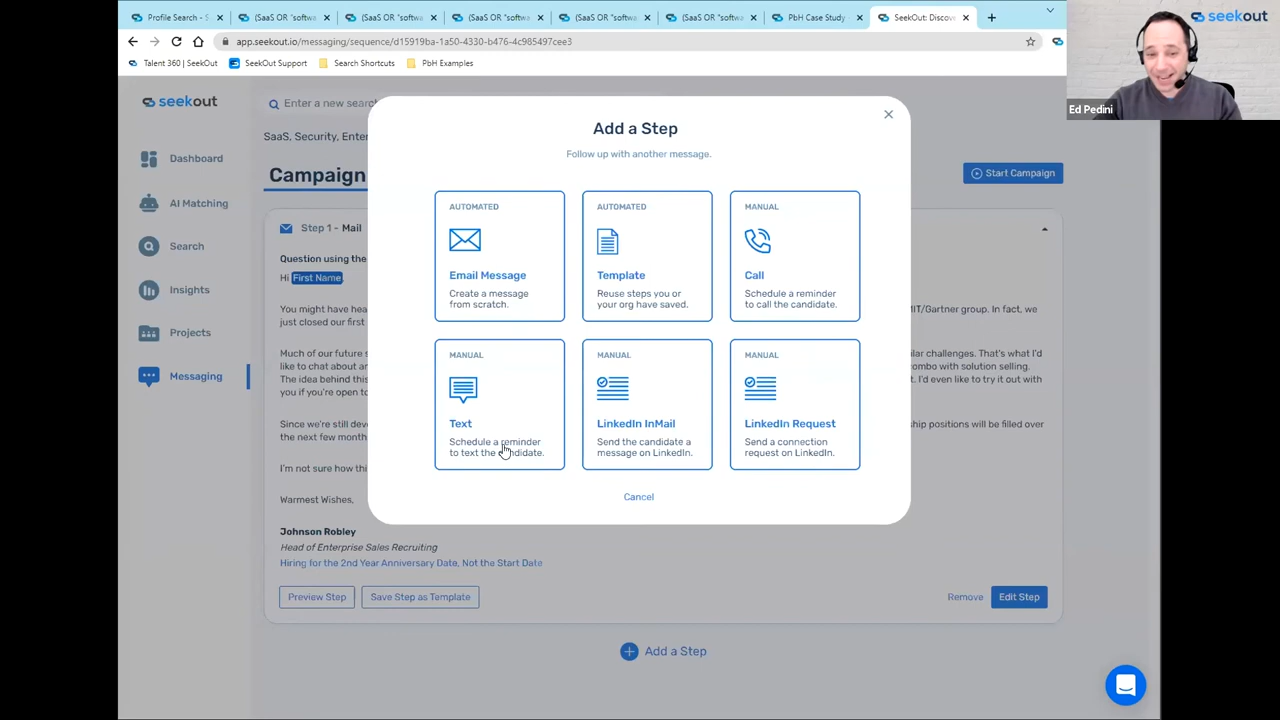 Profile Search - S
(SaaS OR "softwa
(SaaS OR "softwa
(SaaS OR "softwa
(SaaS OR "softwa
(SaaS OR "softwa
PbH Case Study
SeekOut: Discov
seekout
app.seekout.io/messaging/sequence/d15919ba-1a50-4330-b476-4c985497cee3
Talent 360 | SeekOut
SeekOut Support
Search Shortcuts
PbH Examples
Ed Pedini
seekout
Enter a new search
SaaS, Security, Enter
Dashboard
AI Matching
Search
Insights
Projects
Messaging
Campaign
Start Campaign
Step 1 - Mail
Question using the
Hi First Name
You might have hea
MIT/Gartner group. In fact, we
just closed our first
Much of our future s
ilar challenges. That's what I'd
like to chat about an
ombo with solution selling.
The idea behind this
I'd even like to try it out with
you if you're open to
Since we're still deve
ship positions will be filled over
the next few month
I'm not sure how thi
Warmest Wishes,
Johnson Robley
Head of Enterprise Sales Recruiting
Hiring for the 2nd Year Anniversary Date, Not the Start Date
Preview Step
Save Step as Template
Remove
Edit Step
Add a Step
Add a Step
Follow up with another message.
AUTOMATED
Email Message
Create a message
from scratch.
AUTOMATED
Template
Reuse steps you or
your org have saved.
MANUAL
Call
Schedule a reminder
to call the candidate.
MANUAL
Text
Schedule a reminder
to text the candidate.
MANUAL
LinkedIn InMail
Send the candidate a
message on LinkedIn.
MANUAL
LinkedIn Request
Send a connection
request on LinkedIn.
Cancel